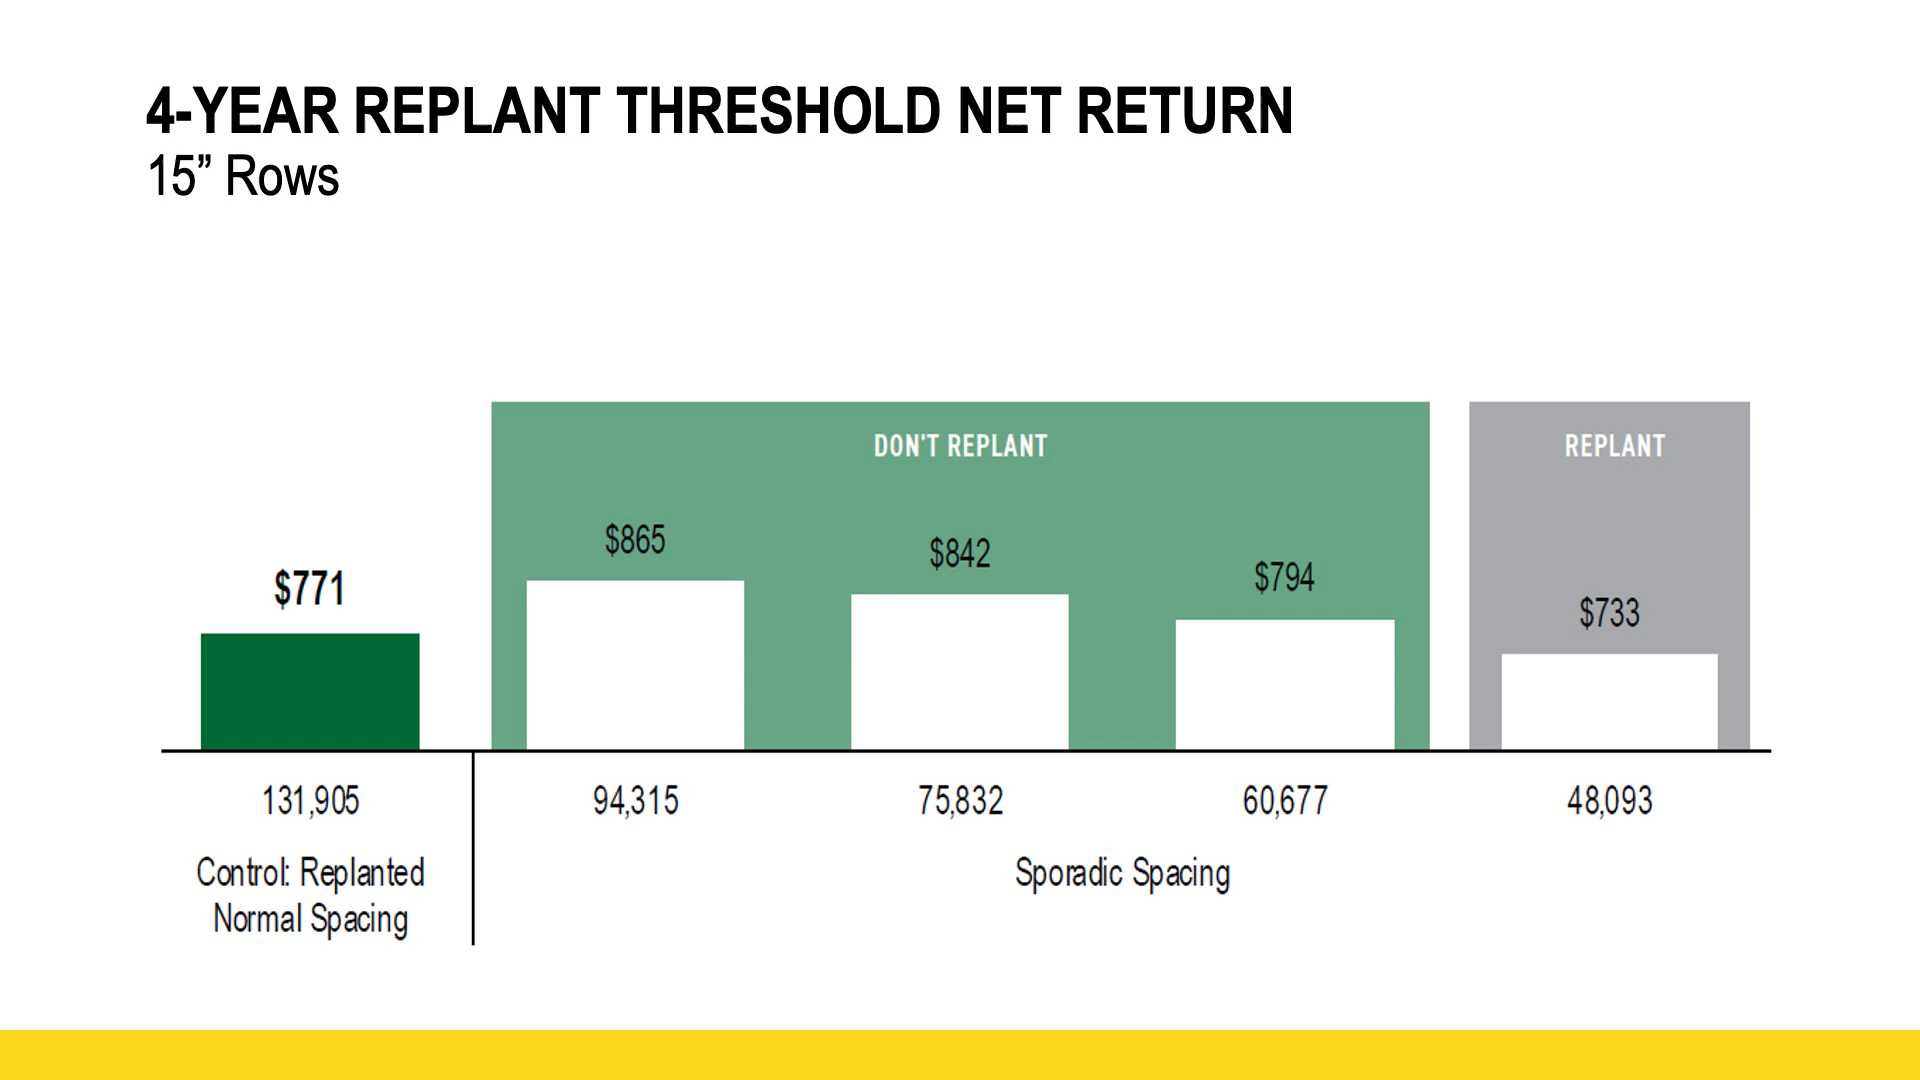 4-YEAR REPLANT THRESHOLD NET RETURN
15” Rows
DON'T REPLANT
REPLANT
$771
$865
$842
$794
$733
131,905
94,315
75,832
60,677
48,093
Control: Replanted
Normal Spacing
Sporadic Spacing